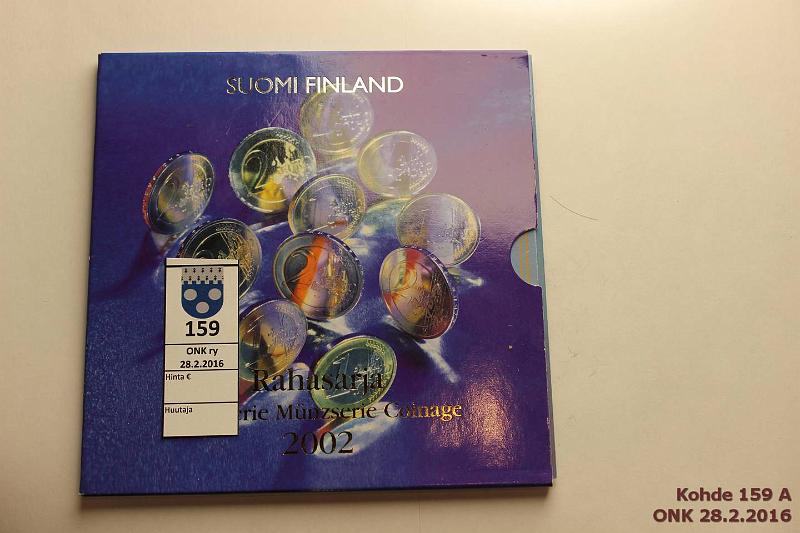 SUOMI FINLAND
159
ONK ry
28.2.2016
Hinta €
Huutaja
Rahasarja
erie Münzserie Coinage
2002
Kohde 159 A
ONK 28.2.2016